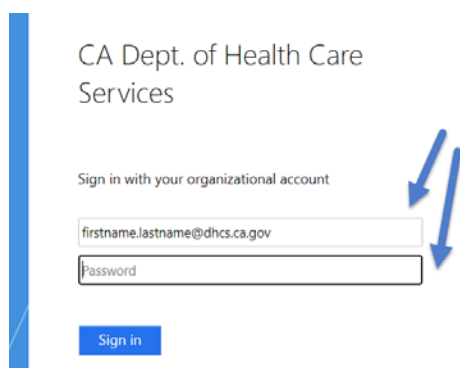 CA Dept. of Health Care
Services
Sign in with your organizational account
firstname.lastname@dhcs.ca.gov
Password
Sign in